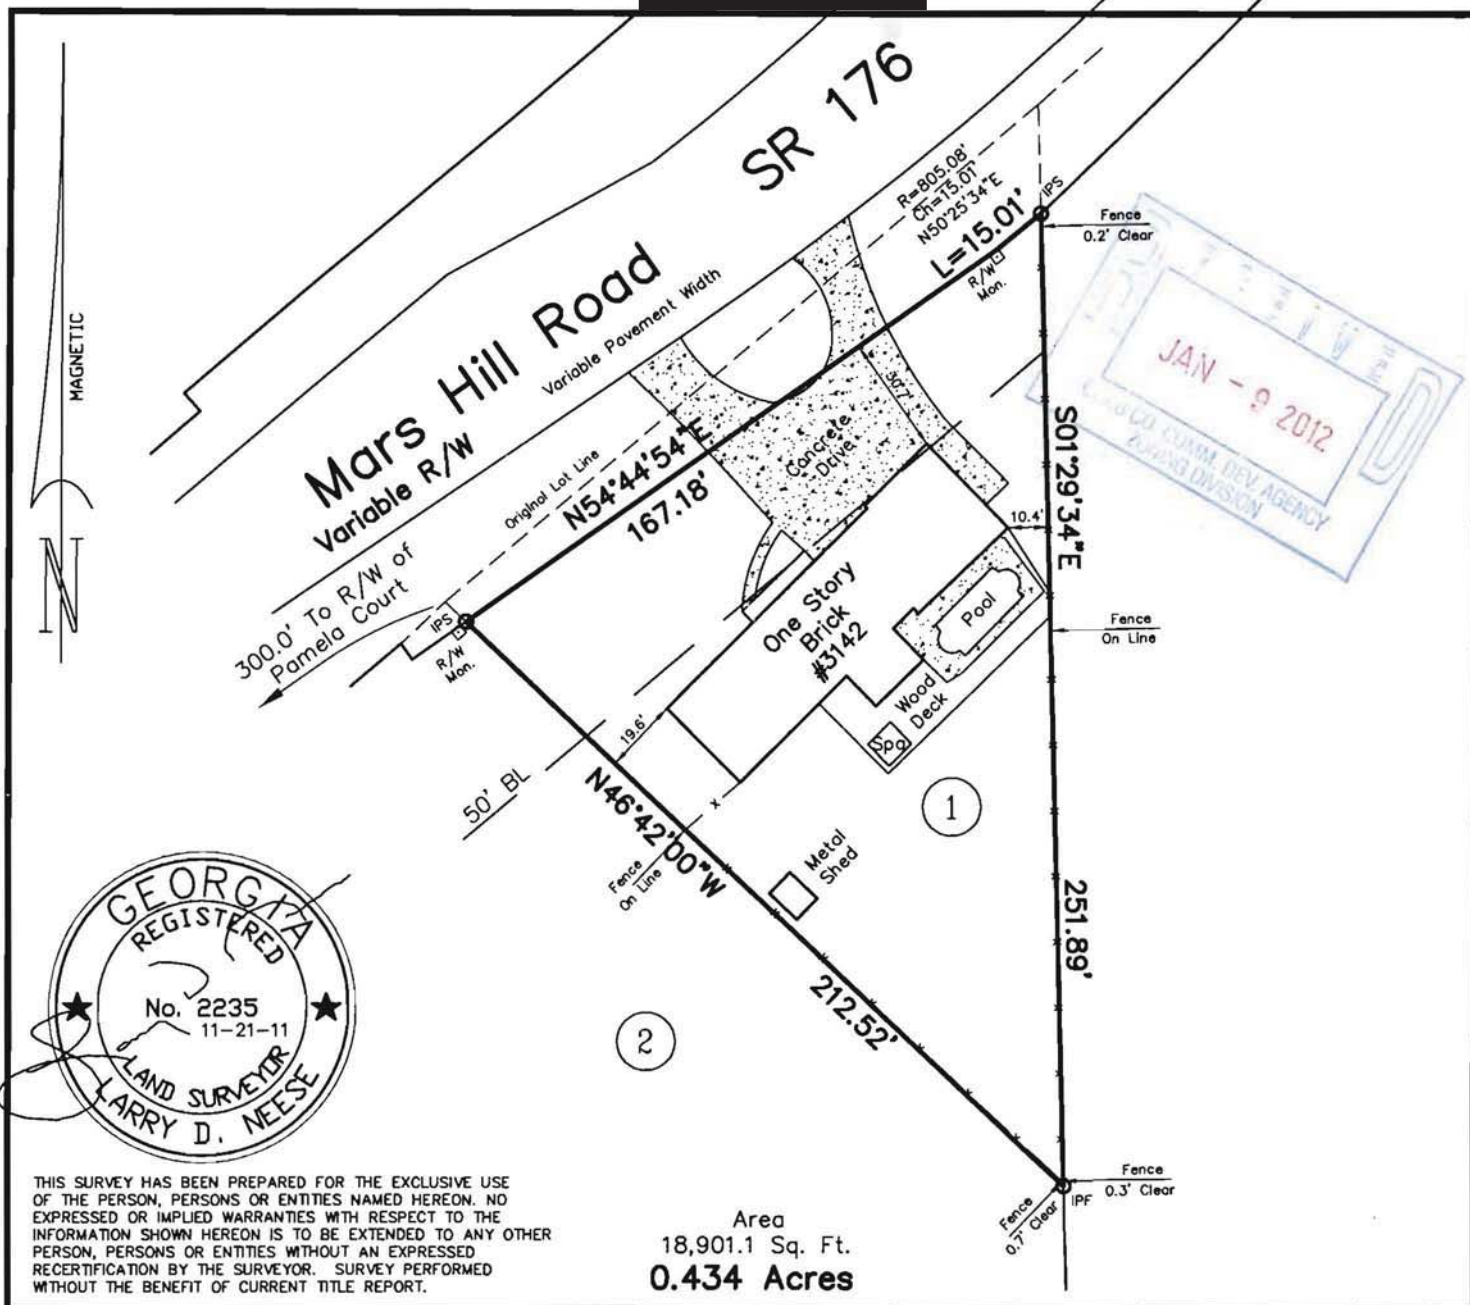 SR 176
MAGNETIC
N
Mars Hill Road
Variable R/W
Variable Pavement Width
R=805.08'
Ch=15.01'
N50°25'34"E
L=15.01'
IPS
R/W
Mon.
Fence
0.2' Clear
JAN - 9 2012
COBB CO. COMM. DEV. AGENCY
ZONING DIVISION
Original Lot Line
N54°44'54"E
167.18'
Concrete
Drive
30.7'
10.4'
S01°29'34"E
251.89'
300.0' To R/W of
Pamela Court
IPS
R/W
Mon.
One Story
Brick
#3142
Pool
Wood
Deck
Spa
Fence
On Line
19.6'
50' BL
N46°42'00"W
212.52'
Fence
On Line
Metal
Shed
1
2
GEORGIA
REGISTERED
No. 2235
11-21-11
LAND SURVEYOR
LARRY D. NEESE
Fence
0.3' Clear
IPF
Fence
0.7' Clear
THIS SURVEY HAS BEEN PREPARED FOR THE EXCLUSIVE USE
OF THE PERSON, PERSONS OR ENTITIES NAMED HEREON. NO
EXPRESSED OR IMPLIED WARRANTIES WITH RESPECT TO THE
INFORMATION SHOWN HEREON IS TO BE EXTENDED TO ANY OTHER
PERSON, PERSONS OR ENTITIES WITHOUT AN EXPRESSED
RECERTIFICATION BY THE SURVEYOR. SURVEY PERFORMED
WITHOUT THE BENEFIT OF CURRENT TITLE REPORT.
Area
18,901.1 Sq. Ft.
0.434 Acres